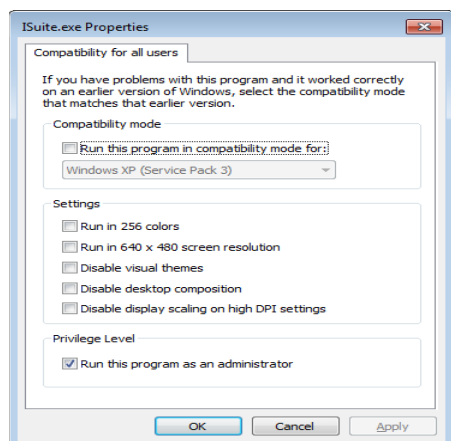 ISuite.exe Properties
Compatibility for all users
If you have problems with this program and it worked correctly
on an earlier version of Windows, select the compatibility mode
that matches that earlier version.
Compatibility mode
Run this program in compatibility mode for:
Windows XP (Service Pack 3)
Settings
Run in 256 colors
Run in 640 x 480 screen resolution
Disable visual themes
Disable desktop composition
Disable display scaling on high DPI settings
Privilege Level
Run this program as an administrator
OK Cancel Apply